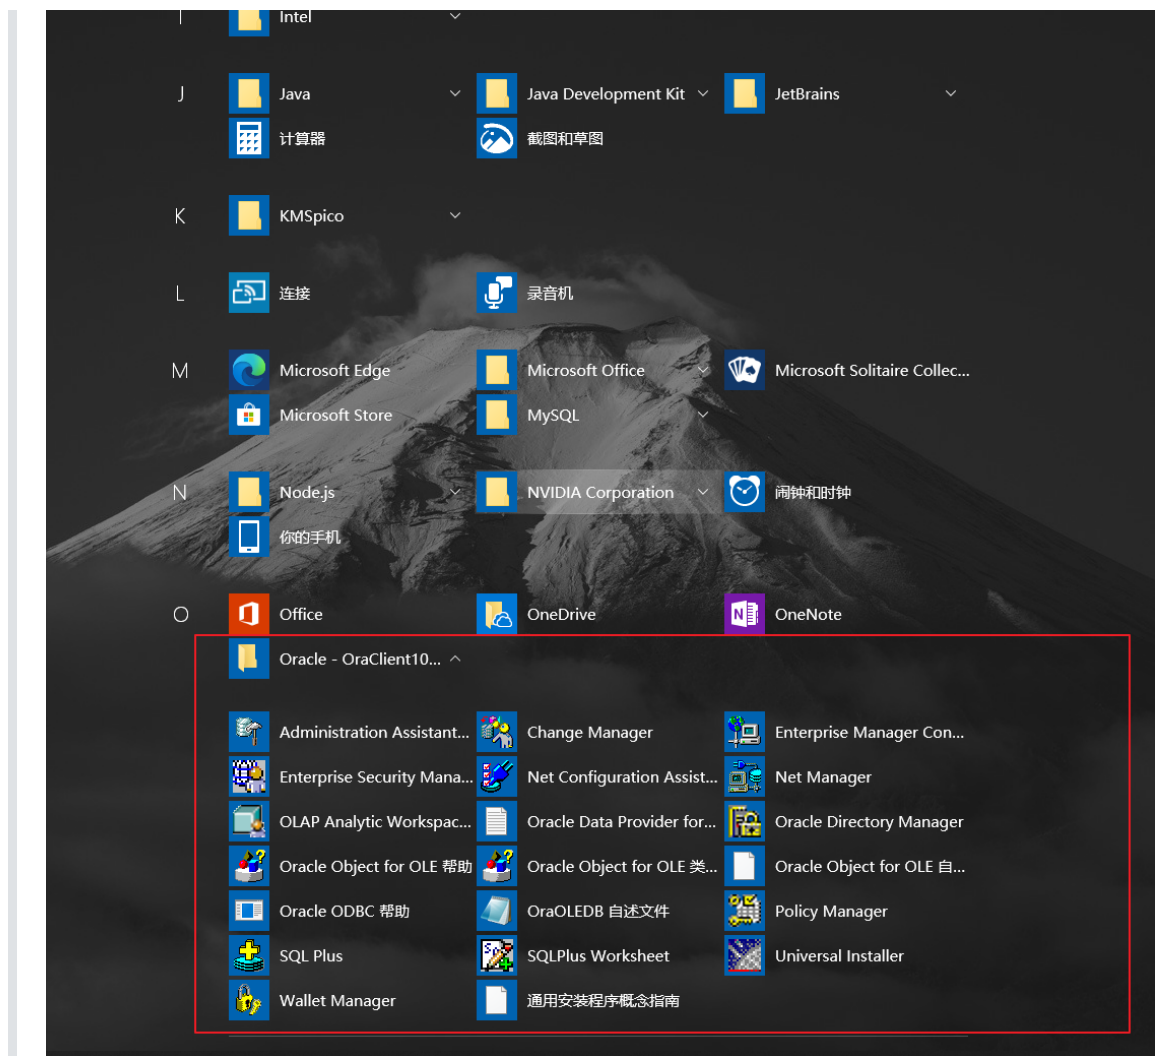 I Intel
J Java Java Development Kit JetBrains
计算器 截图和草图
K KMSpico
L 连接 录音机
M Microsoft Edge Microsoft Office Microsoft Solitaire Collec...
Microsoft Store MySQL
N Node.js NVIDIA Corporation 闹钟和时钟
你的手机
O Office OneDrive OneNote
Oracle - OraClient10...
Administration Assistant... Change Manager Enterprise Manager Con...
Enterprise Security Mana... Net Configuration Assist... Net Manager
OLAP Analytic Workspac... Oracle Data Provider for... Oracle Directory Manager
Oracle Object for OLE 帮助 Oracle Object for OLE 类... Oracle Object for OLE 自...
Oracle ODBC 帮助 OraOLEDB 自述文件 Policy Manager
SQL Plus SQLPlus Worksheet Universal Installer
Wallet Manager 通用安装程序概念指南